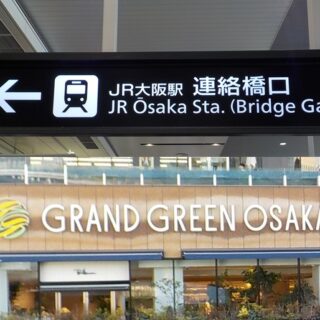 JR大阪駅 連絡橋口
JR Ōsaka Sta. (Bridge Ga
GRAND GREEN OSAKA